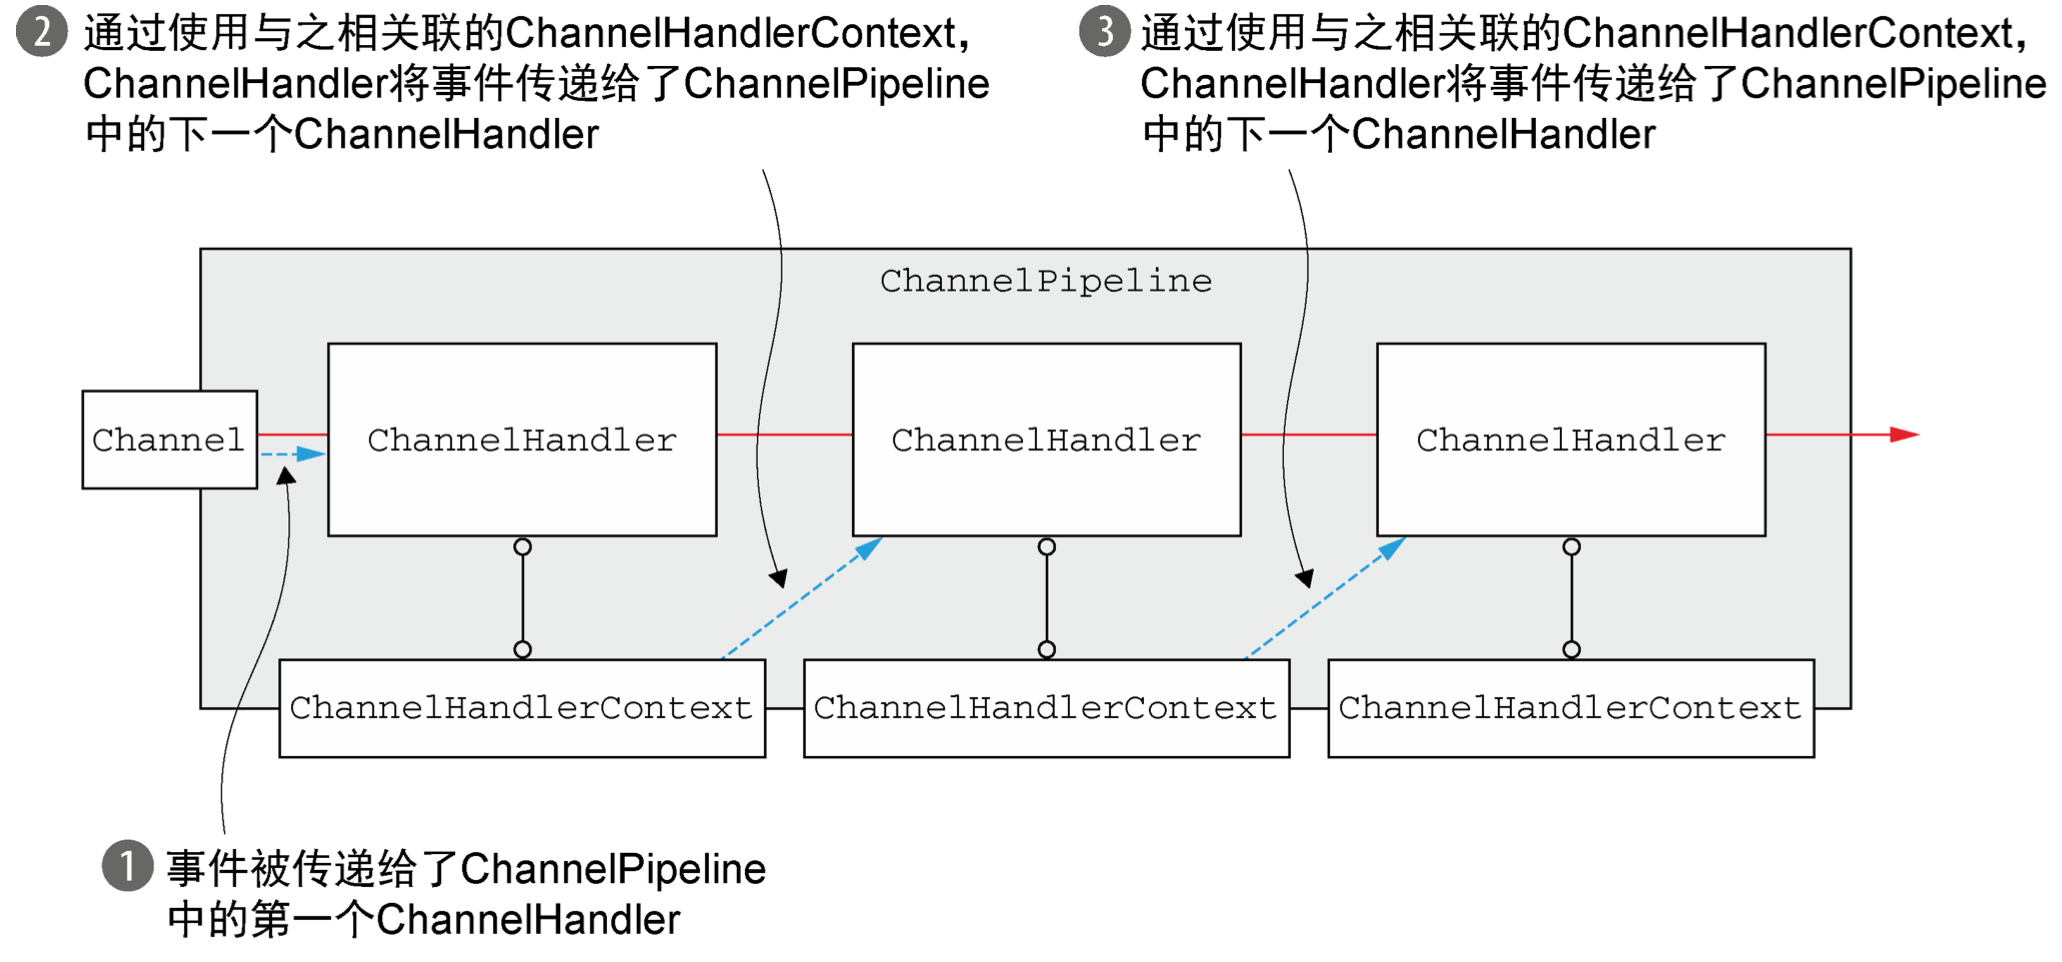 2 通过使用与之相关联的ChannelHandlerContext，
ChannelHandler将事件传递给了ChannelPipeline
中的下一个ChannelHandler
3 通过使用与之相关联的ChannelHandlerContext，
ChannelHandler将事件传递给了ChannelPipeline
中的下一个ChannelHandler
ChannelPipeline
Channel
ChannelHandler
ChannelHandler
ChannelHandler
ChannelHandlerContext
ChannelHandlerContext
ChannelHandlerContext
1 事件被传递给了ChannelPipeline
中的第一个ChannelHandler